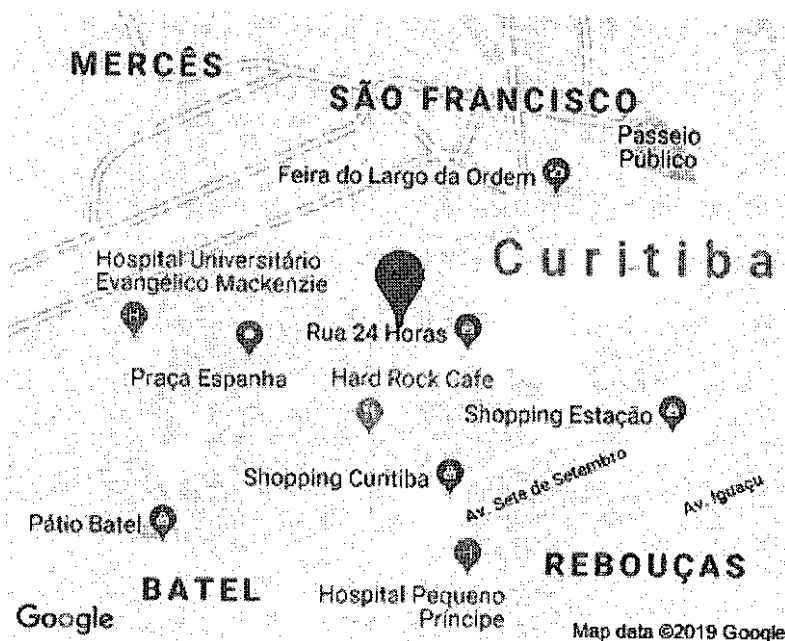 MERCÊS
SÃO FRANCISCO
Passeio
Público
Feira do Largo da Ordem
Curitiba
Hospital Universitário
Evangélico Mackenzie
Rua 24 Horas
Praça Espanha
Hard Rock Cafe
Shopping Estação
Shopping Curitiba
Av. Sete de Setembro
Av. Iguaçu
Pátio Batel
REBOUÇAS
BATEL
Hospital Pequeno
Príncipe
Google
Map data ©2019 Google